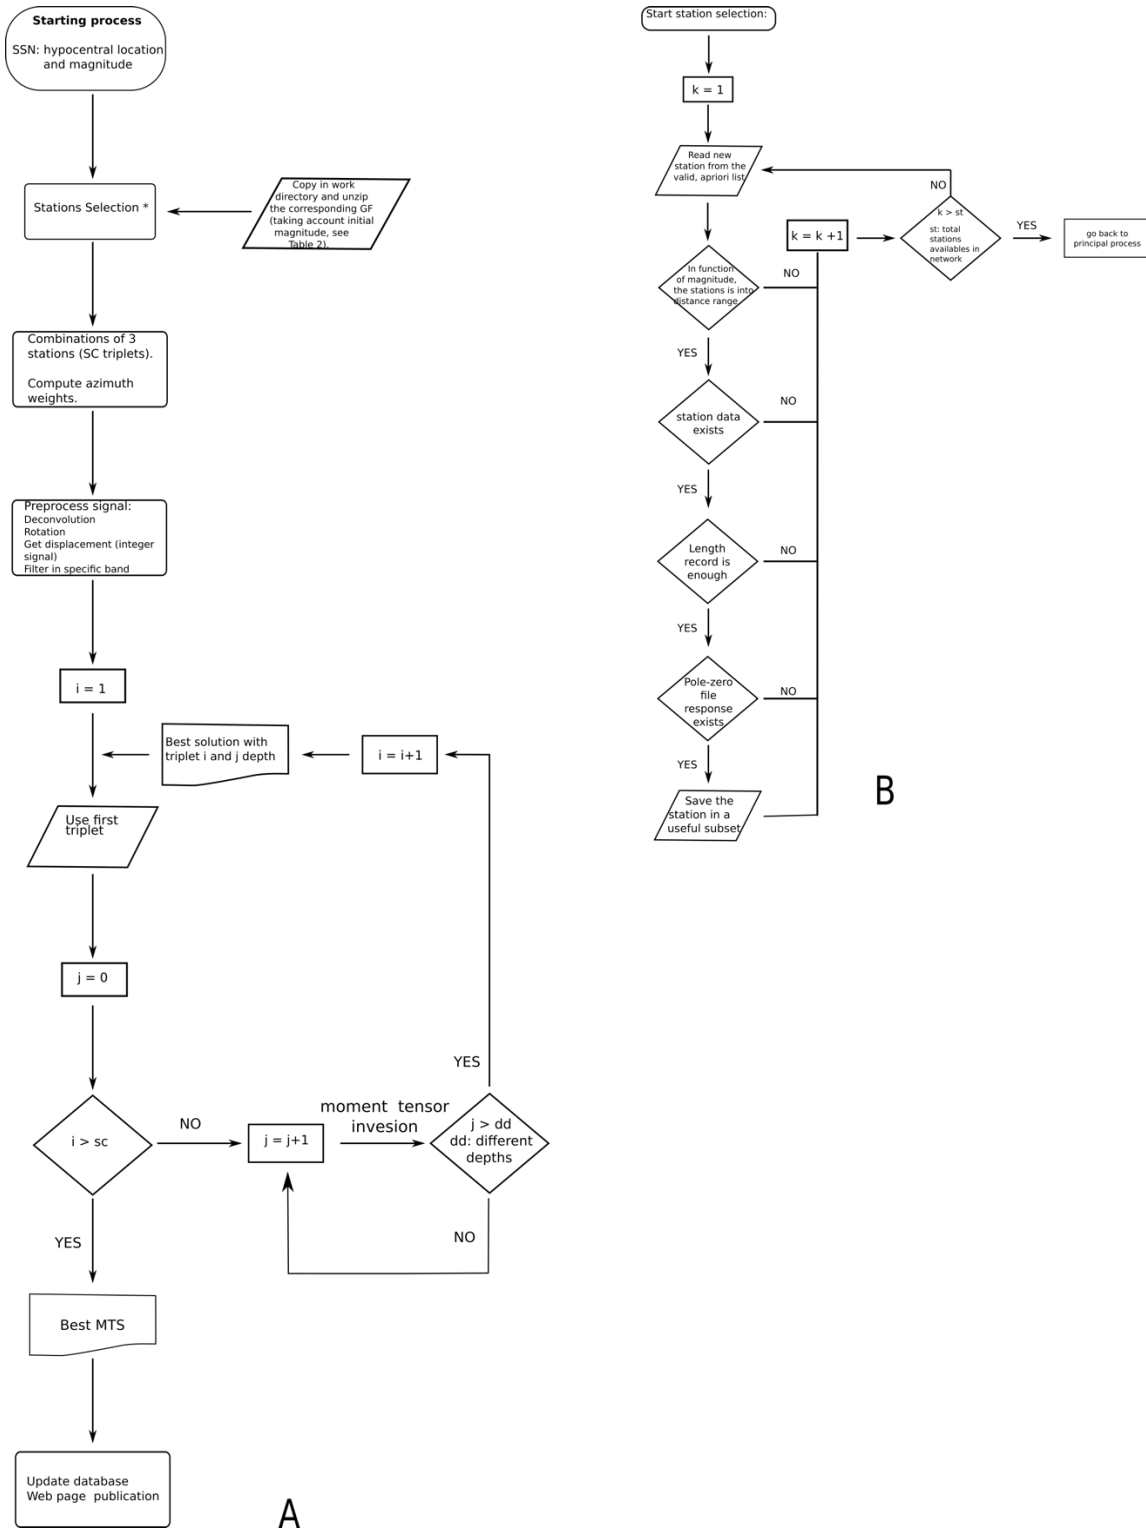 Starting process
SSN: hypocentral location
and magnitude
Stations Selection *
Copy in work
directory and unzip
the corresponding GF
(taking account initial
magnitude, see
Table 2).
Combinations of 3
stations (SC triplets).
Compute azimuth
weights.
Preprocess signal:
Deconvolution
Rotation
Get displacement (integer
signal)
Filter in specific band
i = 1
Best solution with
triplet i and j depth
i = i+1
Use first
triplet
j = 0
YES
i > sc
NO
j = j+1
moment tensor
invesion
j > dd
dd: different
depths
NO
YES
Best MTS
Update database
Web page publication
A
Start station selection:
k = 1
Read new
station from the
valid, apriori list
NO
k = k +1
k > st
st: total
stations
availables in
network
YES
go back to
principal process
In function
of magnitude,
the stations is into
distance range
NO
YES
station data
exists
NO
YES
Length
record is
enough
NO
YES
Pole-zero
file
response
exists
NO
YES
Save the
station in a
useful subset
B